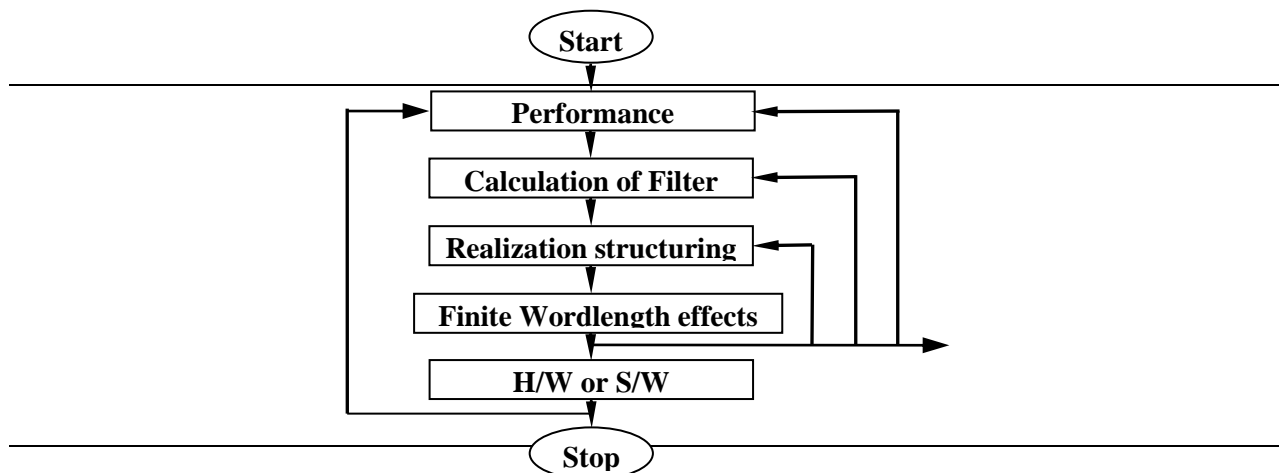 Start
Performance
Calculation of Filter
Realization structuring
Finite Wordlength effects
H/W or S/W
Stop